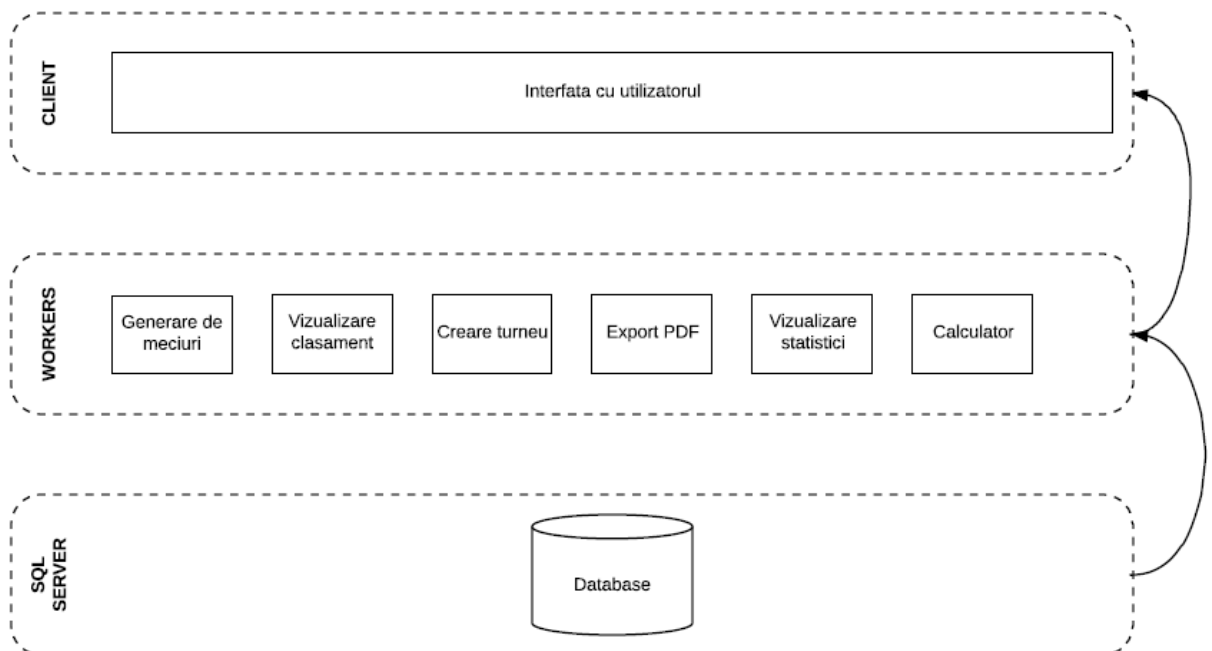 CLIENT
Interfata cu utilizatorul
WORKERS
Generare de
meciuri
Vizualizare
clasament
Creare turneu
Export PDF
Vizualizare
statistici
Calculator
SQL
SERVER
Database